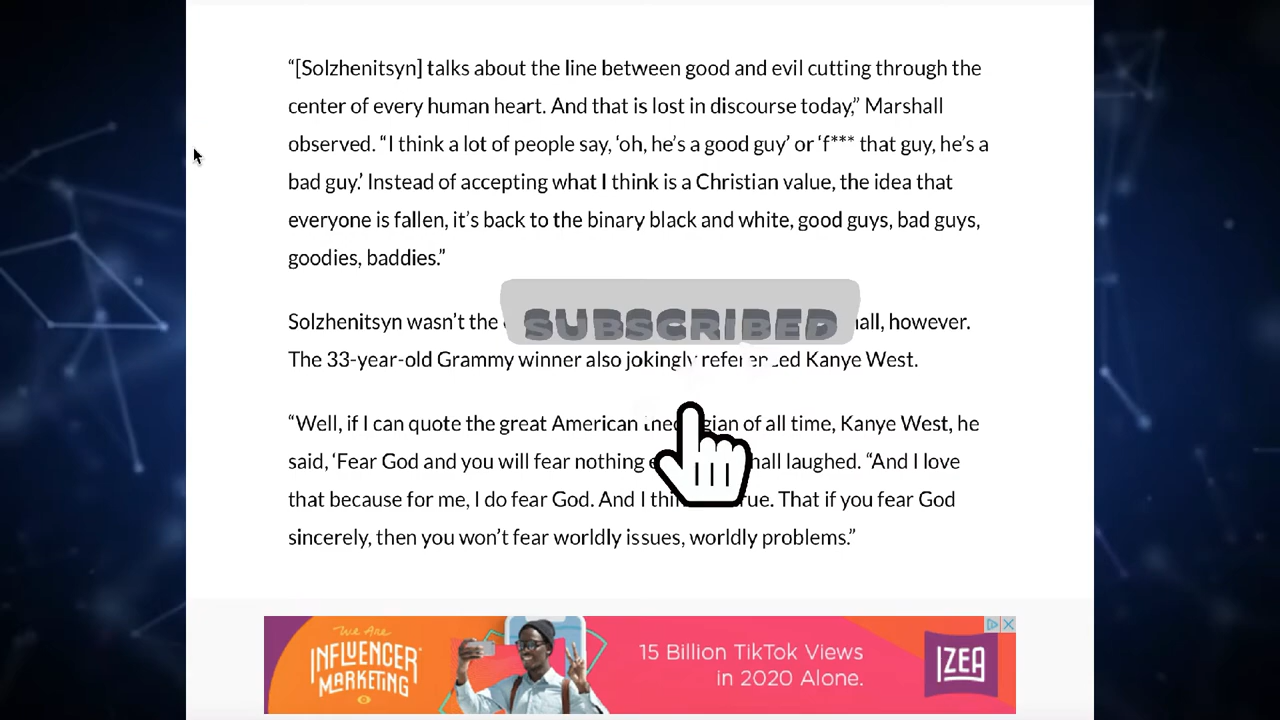 “[Solzhenitsyn] talks about the line between good and evil cutting through the
center of every human heart. And that is lost in discourse today,” Marshall
observed. “I think a lot of people say, ‘oh, he’s a good guy’ or ‘f*** that guy, he’s a
bad guy.’ Instead of accepting what I think is a Christian value, the idea that
everyone is fallen, it’s back to the binary black and white, good guys, bad guys,
goodies, baddies.”
Solzhenitsyn wasn’t the
SUBSCRIBED
however.
The 33-year-old Grammy winner also jokingly referenced Kanye West.
“Well, if I can quote the great American theologian of all time, Kanye West, he
said, ‘Fear God and you will fear nothing laughed. “And I love
that because for me, I do fear God. And I That if you fear God
sincerely, then you won’t fear worldly issues, worldly problems.”
We Are
INFLUENCER
MARKETING
15 Billion TikTok Views
in 2020 Alone.
IZEA